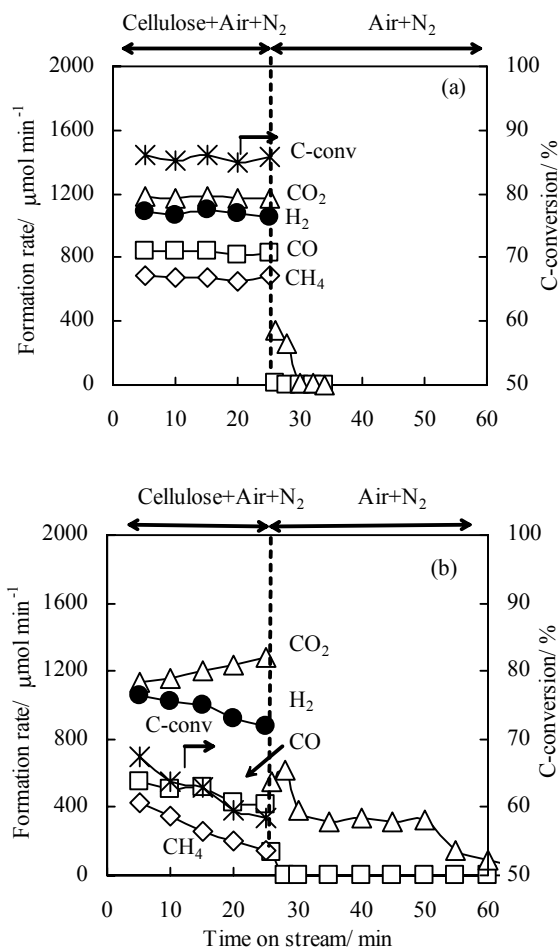 Cellulose+Air+N2 Air+N2
2000 100
(a)
1600 90
C-conv
1200 CO2 80
H2
800 CO 70
CH4
400 60
0 50
0 10 20 30 40 50 60
Formation rate/ μmol min-1
C-conversion/ %
Cellulose+Air+N2 Air+N2
2000 100
(b)
1600 90
CO2
1200 80
H2
C-conv
800 CO 70
400 60
CH4
0 50
0 10 20 30 40 50 60
Formation rate/ μmol min-1
C-conversion/ %
Time on stream/ min